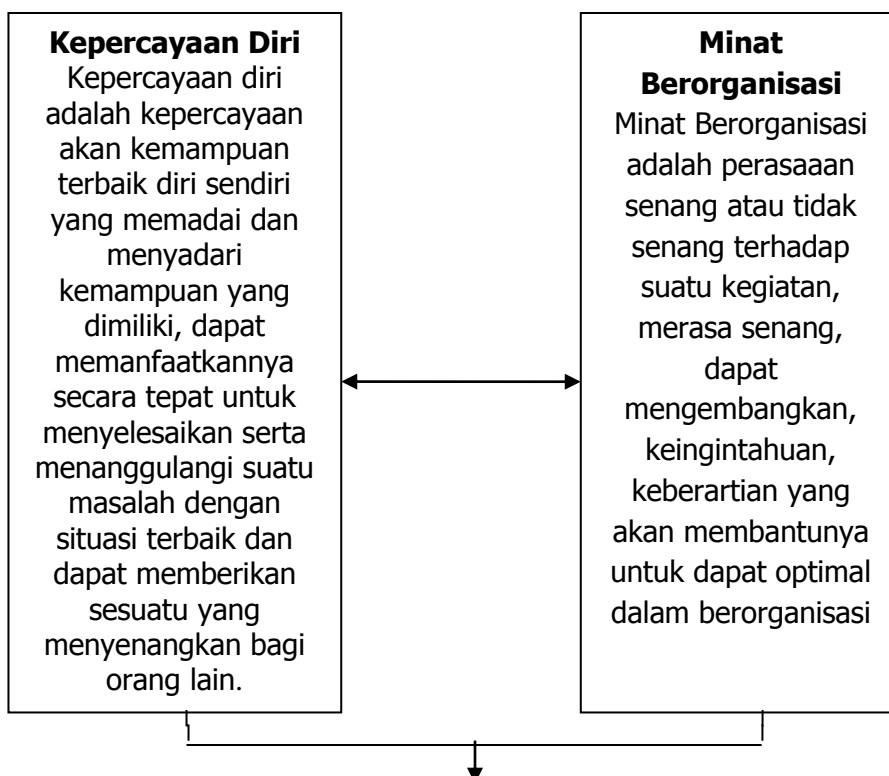 Kepercayaan Diri
Kepercayaan diri
adalah kepercayaan
akan kemampuan
terbaik diri sendiri
yang memadai dan
menyadari
kemampuan yang
dimiliki, dapat
memanfaatkannya
secara tepat untuk
menyelesaikan serta
menanggulangi suatu
masalah dengan
situasi terbaik dan
dapat memberikan
sesuatu yang
menyenangkan bagi
orang lain.
Minat
Berorganisasi
Minat Berorganisasi
adalah perasaaan
senang atau tidak
senang terhadap
suatu kegiatan,
merasa senang,
dapat
mengembangkan,
keingintahuan,
keberartian yang
akan membantunya
untuk dapat optimal
dalam berorganisasi